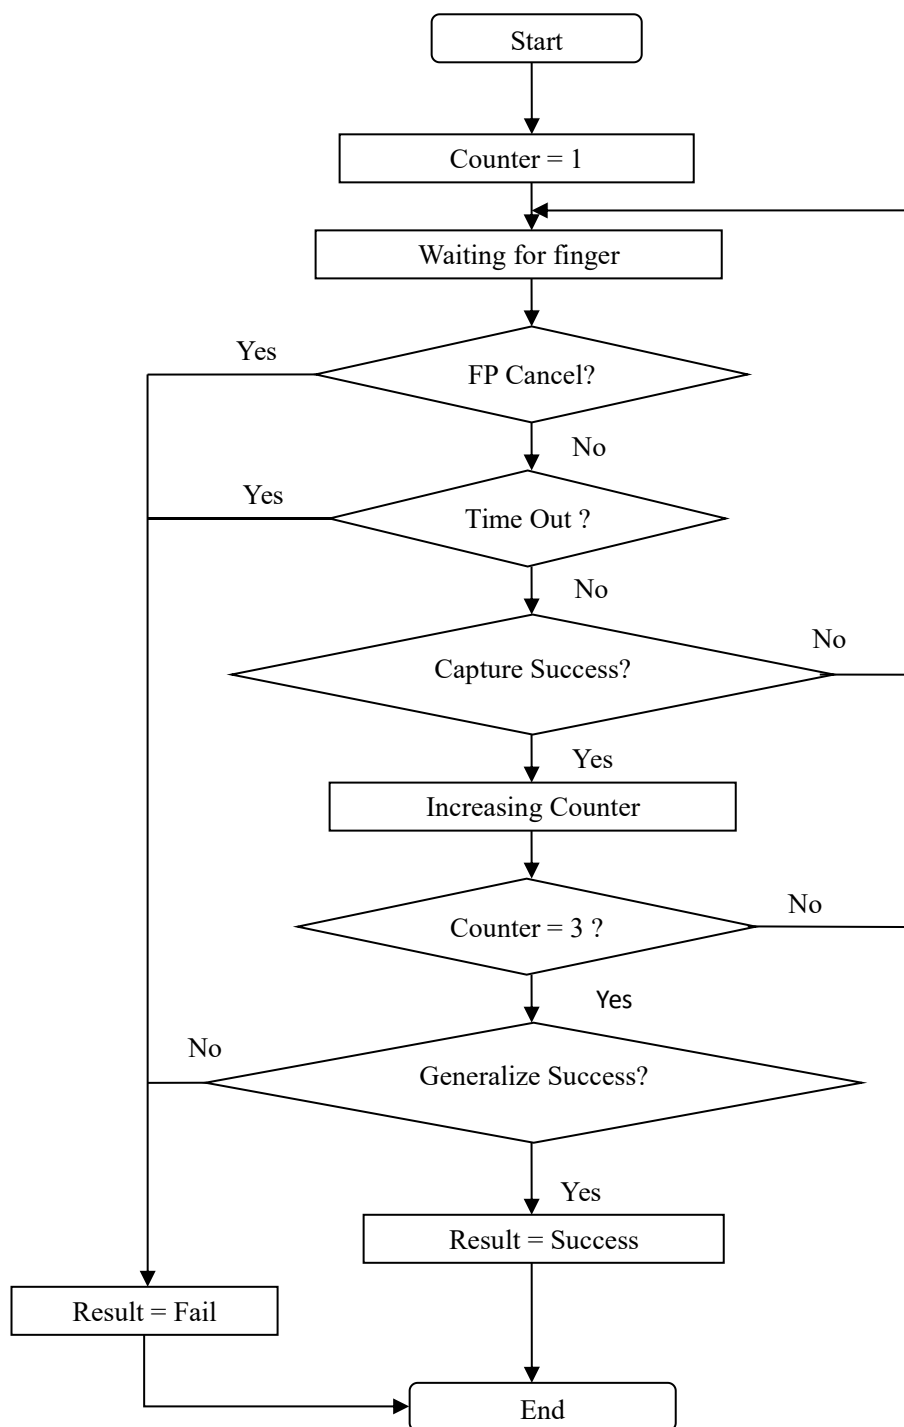 Start
Counter = 1
Waiting for finger
Yes
FP Cancel?
No
Yes
Time Out ?
No
No
Capture Success?
Yes
Increasing Counter
No
Counter = 3 ?
Yes
No
Generalize Success?
Yes
Result = Success
Result = Fail
End